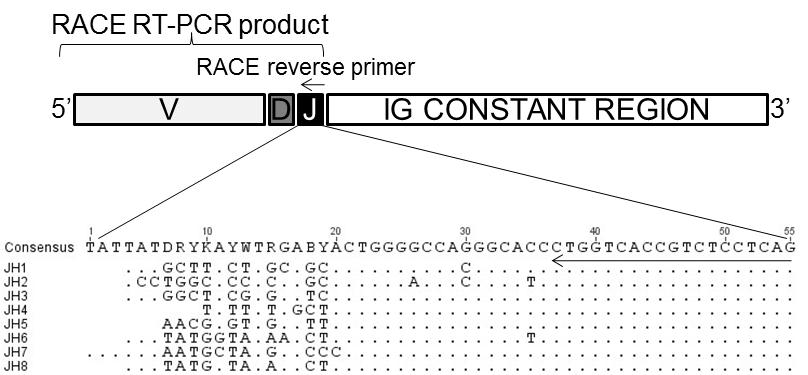 RACE RT-PCR product
RACE reverse primer
5’ V D J IG CONSTANT REGION 3’
1 10 20 30 40 50 55
Consensus TATTATDRYKAYWTRGABYACTGGGGCCAGGGCACCCTGGTCACCGTCTCCTCAG
JH1 ...GCTT.CT.GC.GC.........C.........................
JH2 .CCTGGC.CC.C..GC.....A...C....T....................
JH3 ...GGCT.CG.G..TC...................................
JH4 T.TT.T.GCT...................................
JH5 AACG.GT.G..TT...................................
JH6 ...TATGGTA.AA.CT...............T....................
JH7 ......AATGCTA.G..CCC..................................
JH8 ...TATG.TA.A..CT...................................